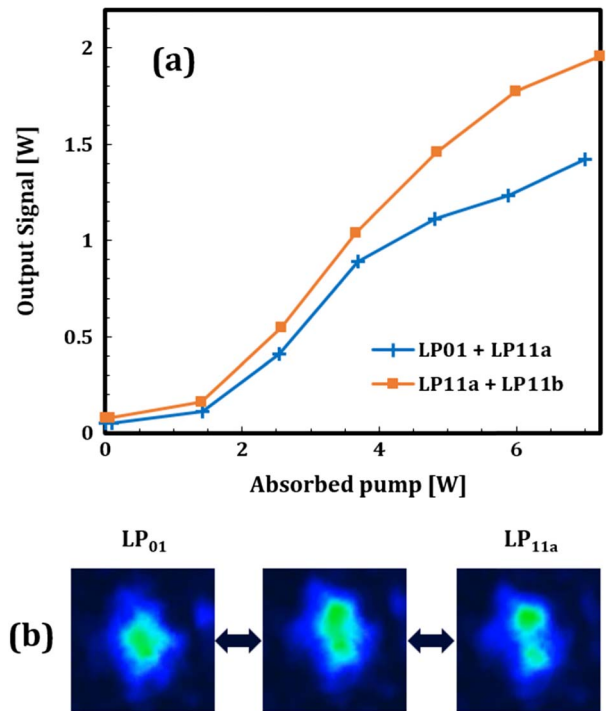 (a)
2
1.5
1
0.5
0
Output Signal [W]
LP01 + LP11a
LP11a + LP11b
0 2 4 6
Absorbed pump [W]
LP01 LP11a
(b)